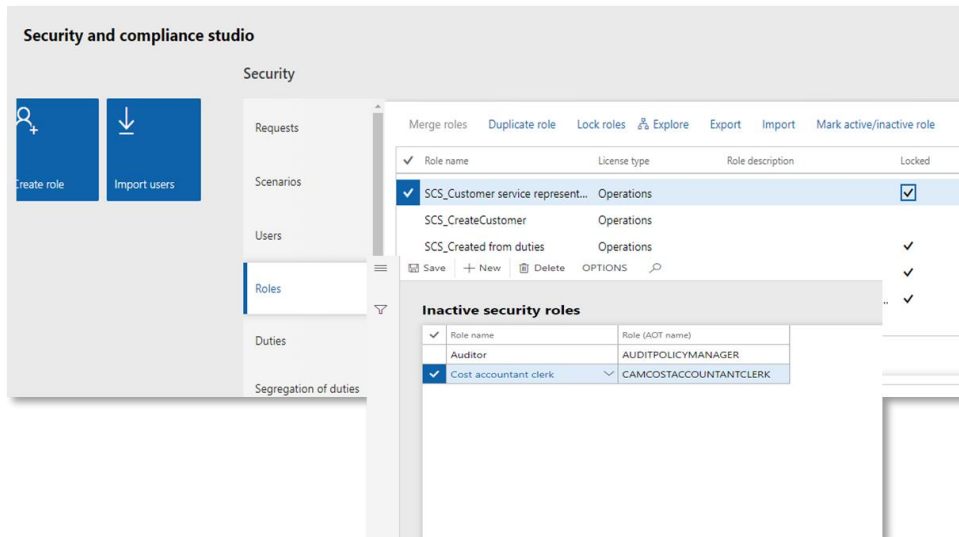 Security and compliance studio
Security
Create role
Import users
Requests
Scenarios
Users
Roles
Duties
Segregation of duties
Merge roles Duplicate role Lock roles Explore Export Import Mark active/inactive role
Role name License type Role description Locked
SCS_Customer service represent... Operations
SCS_CreateCustomer Operations
SCS_Created from duties Operations
...
Save New Delete OPTIONS
Inactive security roles
Role name Role (AOT name)
Auditor AUDITPOLICYMANAGER
Cost accountant clerk CAMCOSTACCOUNTANTCLERK